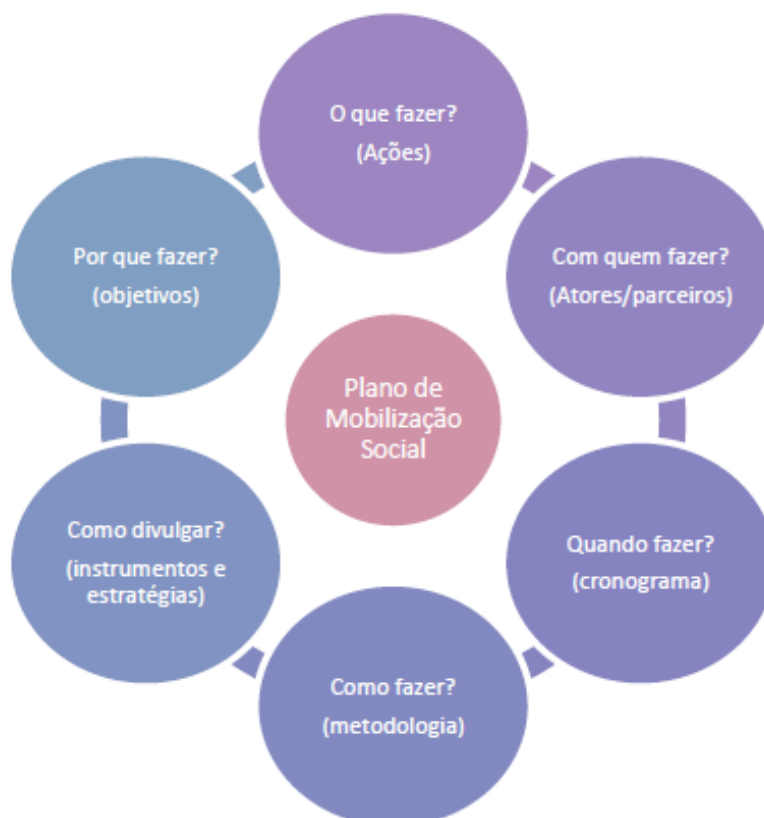 O que fazer?
(Ações)
Com quem fazer?
(Atores/parceiros)
Quando fazer?
(cronograma)
Como fazer?
(metodologia)
Como divulgar?
(instrumentos e
estratégias)
Por que fazer?
(objetivos)
Plano de
Mobilização
Social